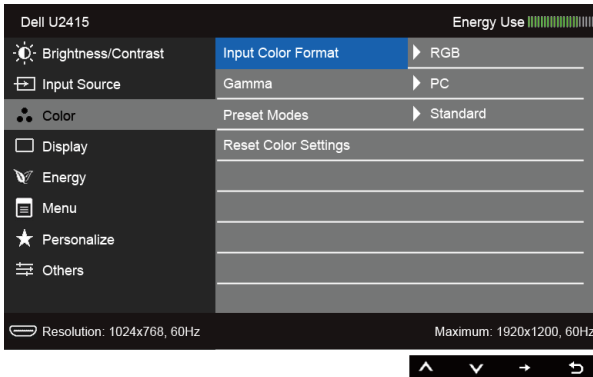 Dell U2415 Energy Use
Brightness/Contrast Input Color Format RGB
Input Source Gamma PC
Color Preset Modes Standard
Display Reset Color Settings
Energy
Menu
Personalize
Others
Resolution: 1024x768, 60Hz Maximum: 1920x1200, 60Hz